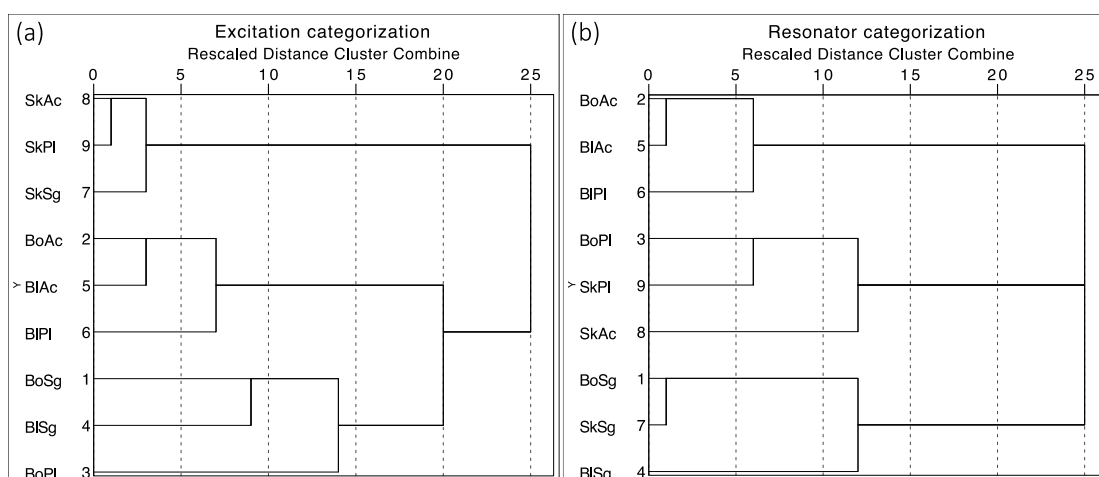 (a)
Excitation categorization
Rescaled Distance Cluster Combine
0 5 10 15 20 25
SkAc 8
SkPl 9
SkSg 7
BoAc 2
Y
BlAc 5
BlPl 6
BoSg 1
BlSg 4
BoPl 3
(b)
Resonator categorization
Rescaled Distance Cluster Combine
0 5 10 15 20 25
BoAc 2
BlAc 5
BlPl 6
BoPl 3
Y
SkPl 9
SkAc 8
BoSg 1
SkSg 7
BlSg 4